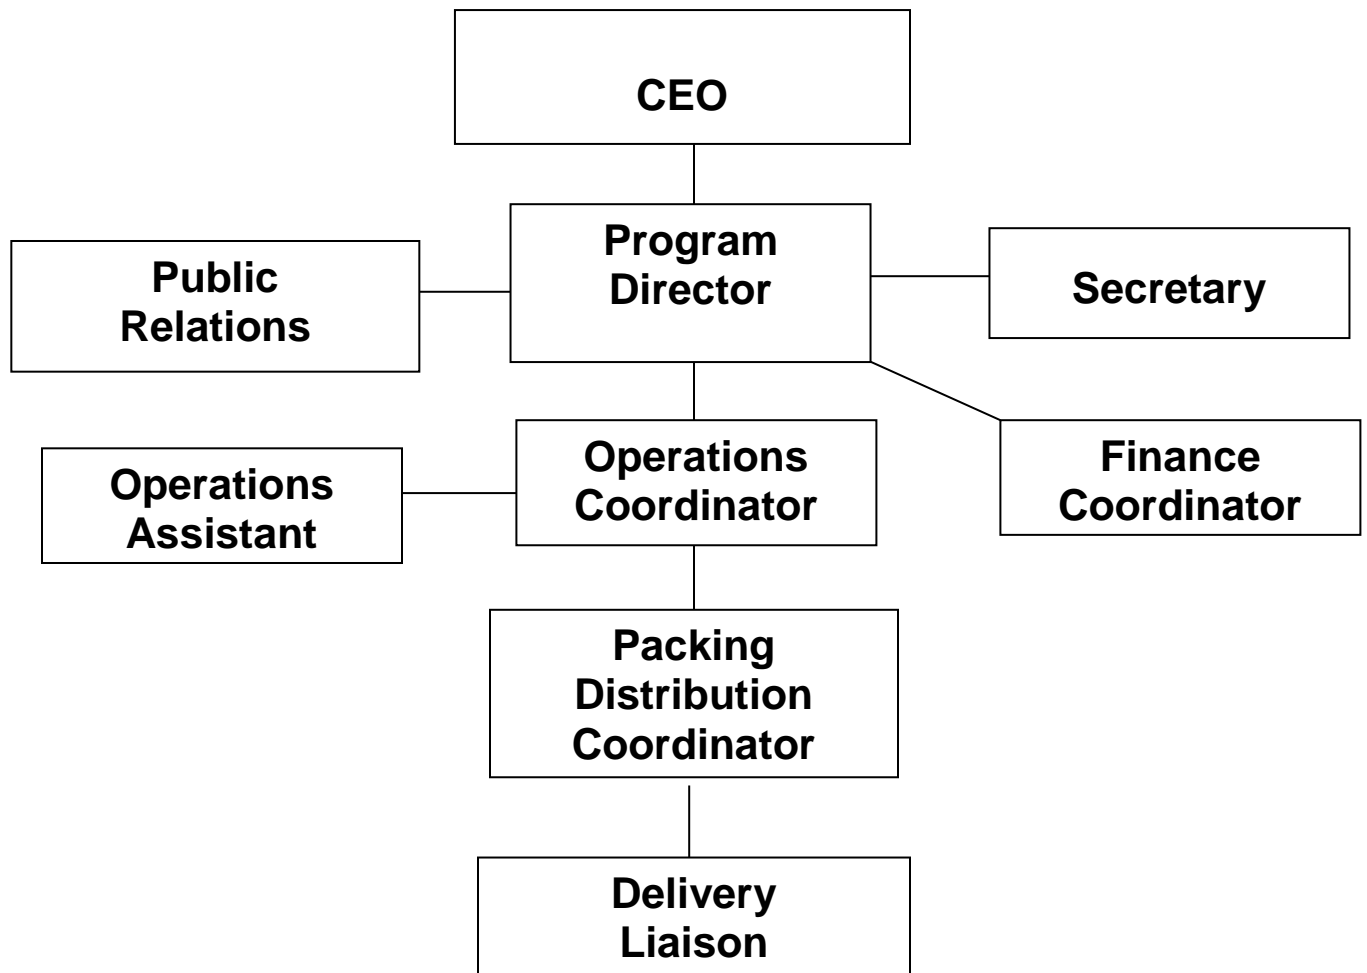 CEO
Program
Director
Public
Relations
Secretary
Operations
Coordinator
Operations
Assistant
Finance
Coordinator
Packing
Distribution
Coordinator
Delivery
Liaison